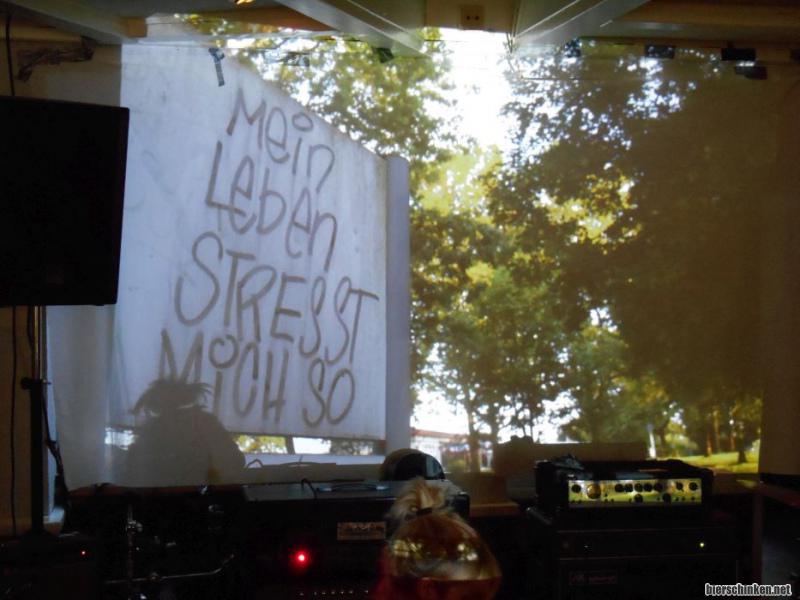 Mein
Leben
STRESST
MiCH SO
bierschinken.net